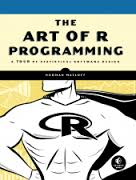 THE
ART OF R
PROGRAMMING
A TOUR OF STATISTICAL SOFTWARE DESIGN
NORMAN MATLOFF
R